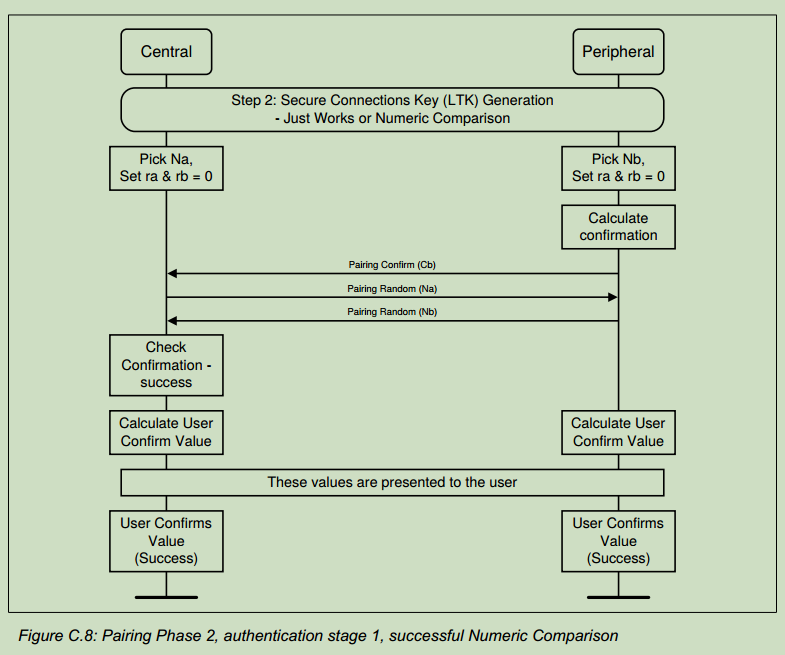 Central
Peripheral
Step 2: Secure Connections Key (LTK) Generation
- Just Works or Numeric Comparison
Pick Na,
Set ra & rb = 0
Pick Nb,
Set ra & rb = 0
Calculate
confirmation
Pairing Confirm (Cb)
Pairing Random (Na)
Pairing Random (Nb)
Check
Confirmation -
success
Calculate User
Confirm Value
Calculate User
Confirm Value
These values are presented to the user
User Confirms
Value
(Success)
User Confirms
Value
(Success)
Figure C.8: Pairing Phase 2, authentication stage 1, successful Numeric Comparison